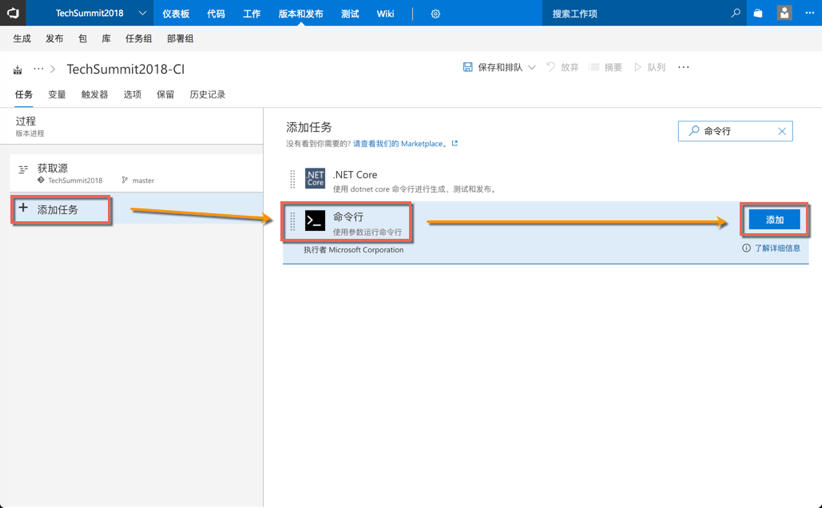 TechSummit2018 仪表板 代码 工作 版本和发布 测试 Wiki 搜索工作项
生成 发布 包 库 任务组 部署组
··· TechSummit2018-CI 保存和排队 放弃 摘要 队列 ···
任务 变量 触发器 选项 保留 历史记录
过程
版本进程
获取源
TechSummit2018 master
添加任务
添加任务
没有看到你需要的? 请查看我们的 Marketplace。
命令行
.NET Core
.NET Core
使用 dotnet core 命令行进行生成、测试和发布。
命令行
使用参数运行命令行
执行者 Microsoft Corporation
添加
了解详细信息